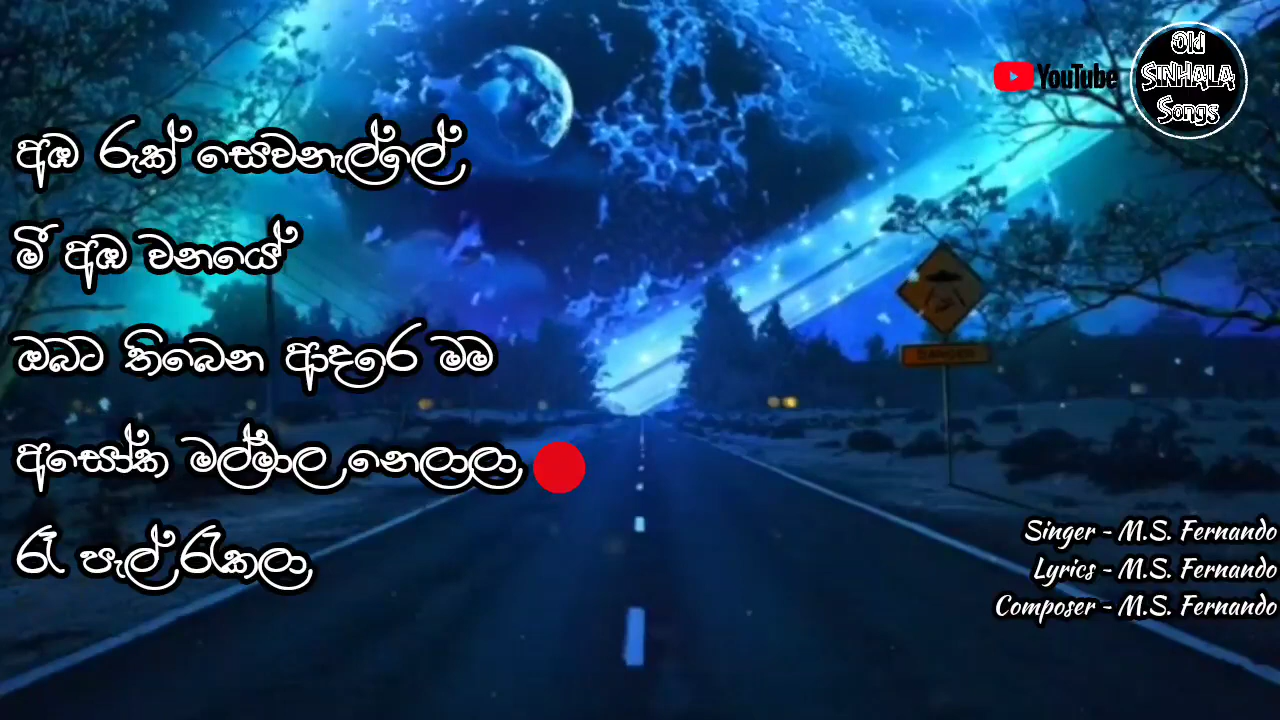 Old
SINHALA
Songs
YouTube
අඹ රුක් සෙවනැල්ලේ
මී අඹ වනයේ
ඔබට තිබෙන ආදරෙ මම
අසෝක මල්මාල නෙලාලා
රෑ පැල් රැකලා
DANGER
Singer - M.S. Fernando
Lyrics - M.S. Fernando
Composer - M.S. Fernando